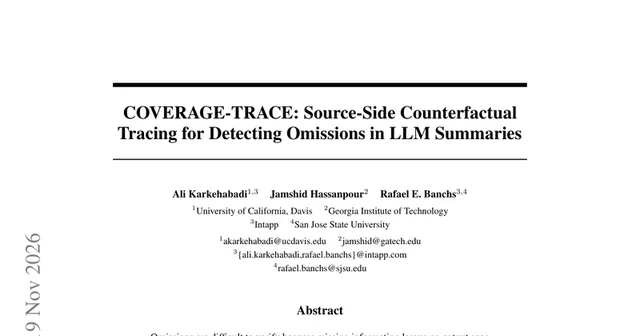 COVERAGE-TRACE: Source-Side Counterfactual
Tracing for Detecting Omissions in LLM Summaries
Ali Karkehabadi1,3 Jamshid Hassanpour2 Rafael E. Banchs3,4
1University of California, Davis 2Georgia Institute of Technology
3Intapp 4San Jose State University
1akarkehabadi@ucdavis.edu 2jamshid@gatech.edu
3{ali.karkehabadi,rafael.banchs}@intapp.com
4rafael.banchs@sjsu.edu
9 Nov 2026
Abstract